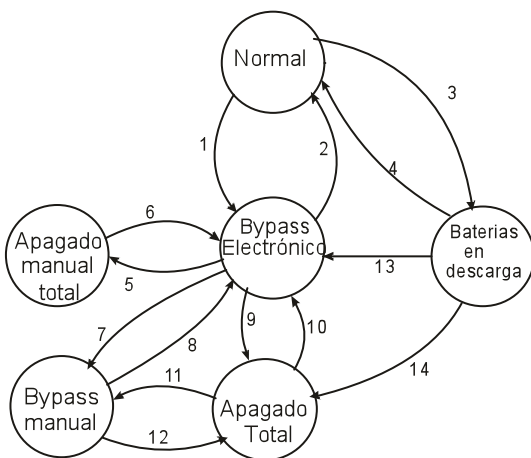 Normal
3
1
2
4
6
Bypass
Electrónico
Baterias
en
descarga
Apagado
manual
total
5
13
7
8
9
10
14
11
Bypass
manual
Apagado
Total
12